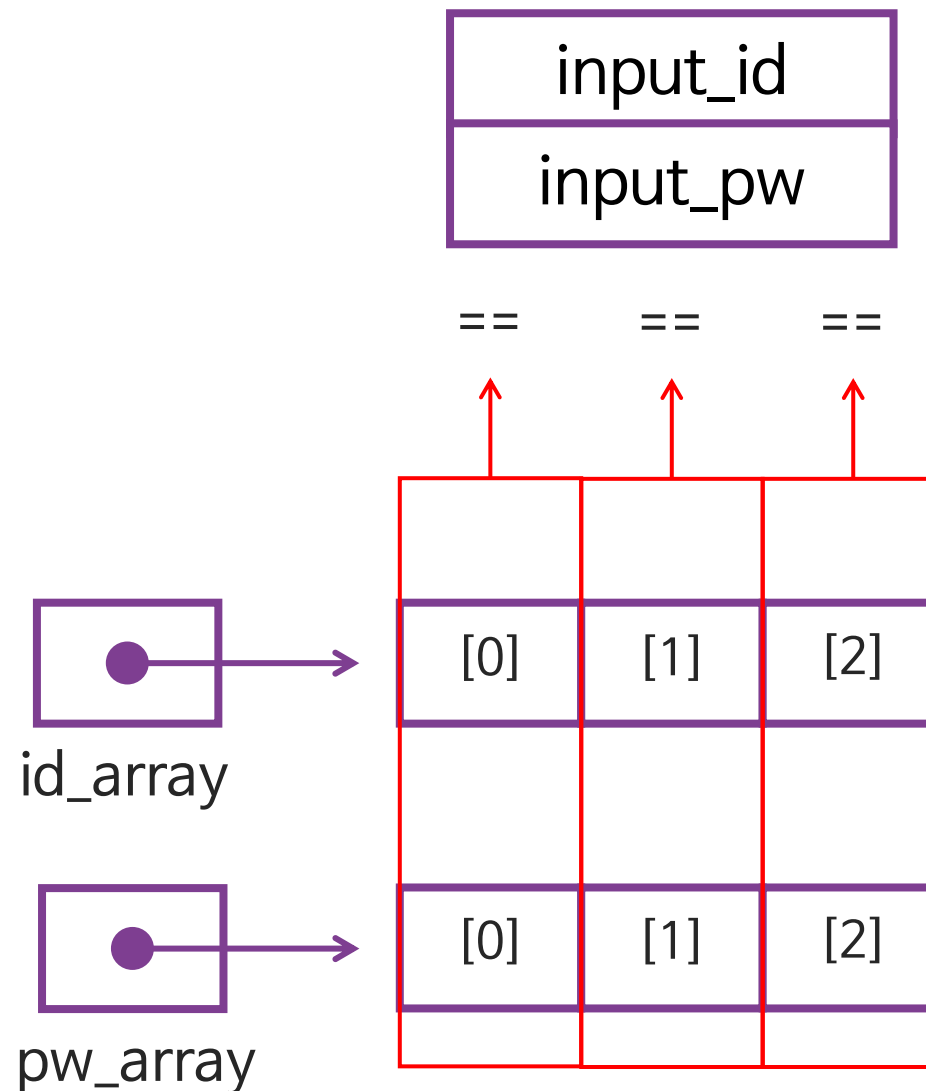 input_id
input_pw
== == ==
[0] [1] [2]
id_array
[0] [1] [2]
pw_array